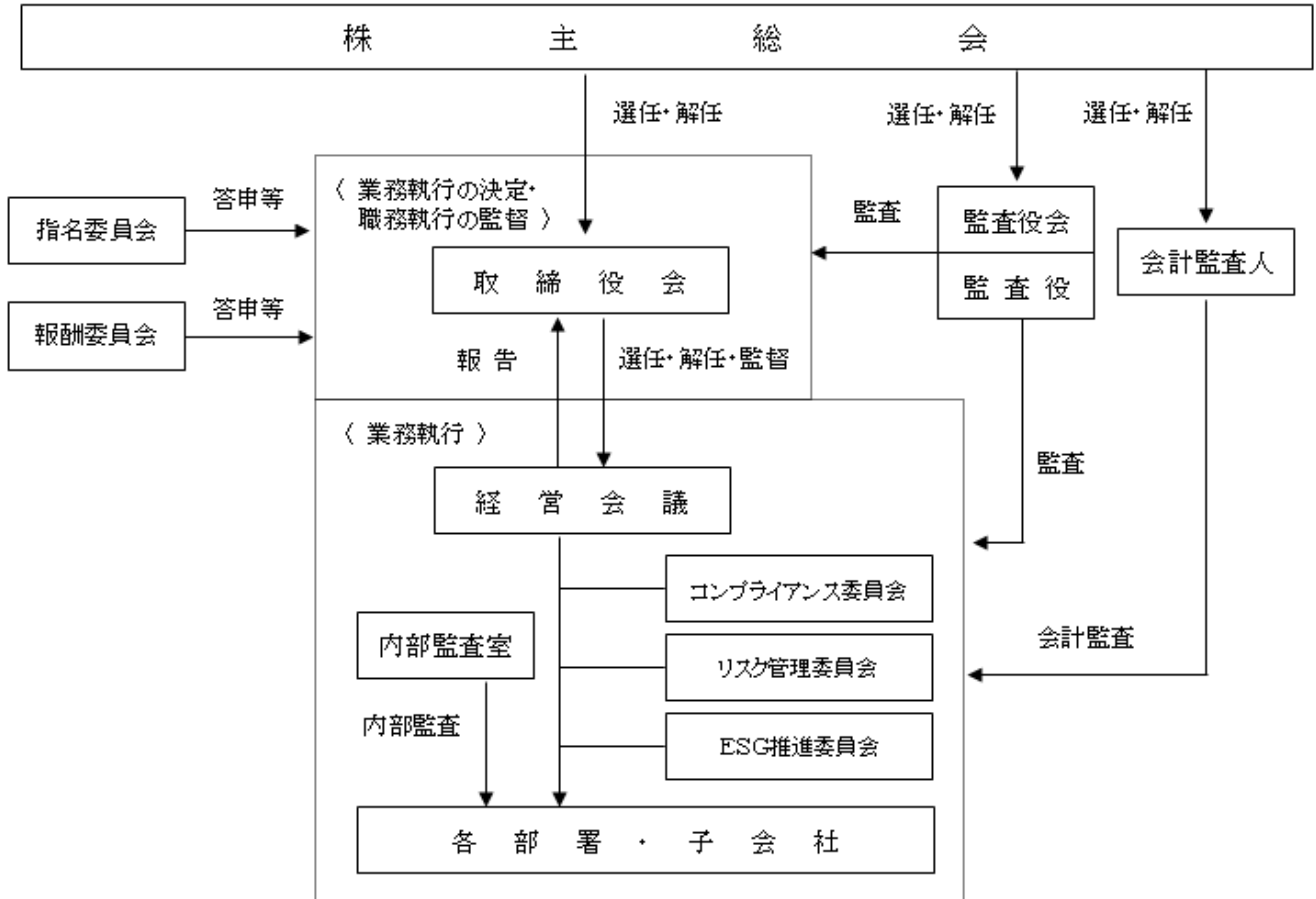 株主総会
選任・解任
選任・解任
選任・解任
〈 業務執行の決定・
職務執行の監督 〉
答申等
指名委員会
監査
監査役会
監査役
会計監査人
取締役会
答申等
報酬委員会
報告
選任・解任・監督
〈 業務執行 〉
経営会議
監査
コンプライアンス委員会
内部監査室
リスク管理委員会
会計監査
内部監査
ESG推進委員会
各部署・子会社